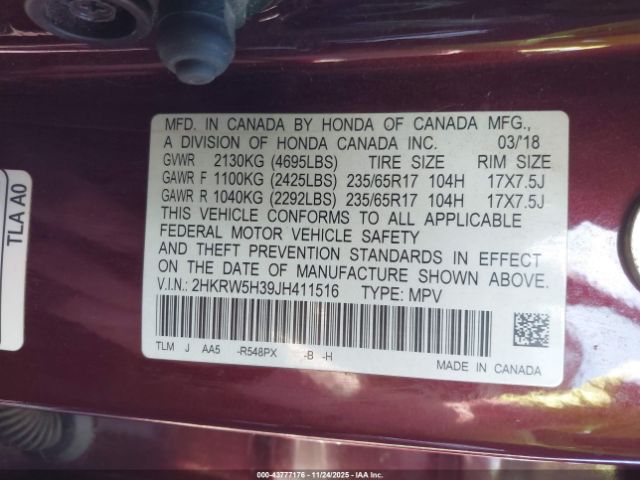 MFD. IN CANADA BY HONDA OF CANADA MFG.,
A DIVISION OF HONDA CANADA INC. 03/'18
GVWR 2130KG (4695LBS) TIRE SIZE RIM SIZE
GAWR F 1100KG (2425LBS) 235/65R17 104H 17X7.5J
GAWR R 1040KG (2292LBS) 235/65R17 104H 17X7.5J
THIS VEHICLE CONFORMS TO ALL APPLICABLE
FEDERAL MOTOR VEHICLE SAFETY
AND THEFT PREVENTION STANDARDS IN EFFECT
ON THE DATE OF MANUFACTURE SHOWN ABOVE.
V.I.N.: 2HKRW5H39JH411516 TYPE: MPV
TLM J AA5 -R548PX -B -H
MADE IN CANADA
TLA A0
000-43777176 - 11/24/2025 - IAA Inc.